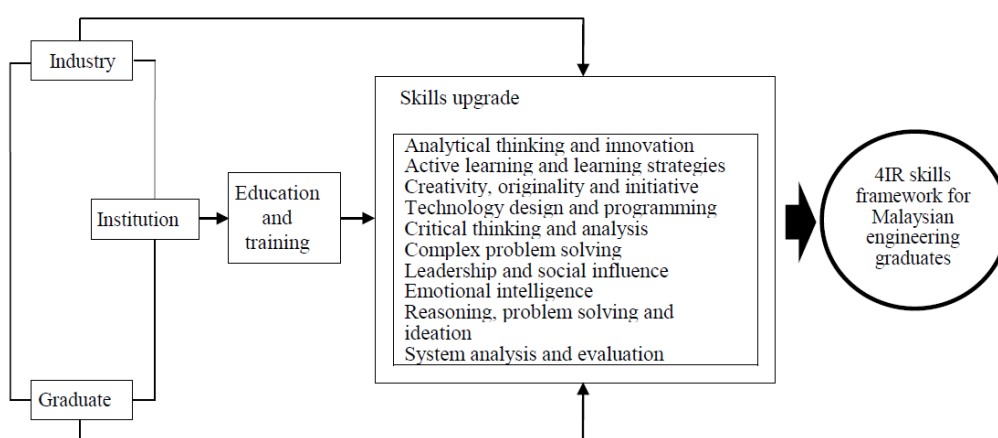 Industry
Institution
Graduate
Education
and
training
Skills upgrade
Analytical thinking and innovation
Active learning and learning strategies
Creativity, originality and initiative
Technology design and programming
Critical thinking and analysis
Complex problem solving
Leadership and social influence
Emotional intelligence
Reasoning, problem solving and
ideation
System analysis and evaluation
4IR skills
framework for
Malaysian
engineering
graduates